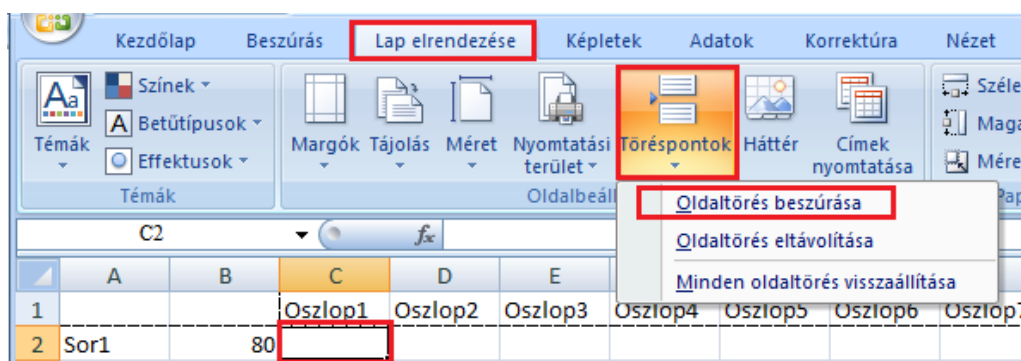 Kezdőlap Beszúrás Lap elrendezése Képletek Adatok Korrektúra Nézet
Színek
Betűtípusok
Effektusok
Témák
Témák
Margók Tájolás Méret Nyomtatási terület Töréspontok Háttér Címek nyomtatása
Széle
Maga
Mére
Oldalbeáll
Pap
Oldaltörés beszúrása
Oldaltörés eltávolítása
Minden oldaltörés visszaállítása
C2 fx
A B C D E
1 Oszlop1 Oszlop2 Oszlop3 Oszlop4 Oszlop5 Oszlop6 Oszlop7
2 Sor1 80